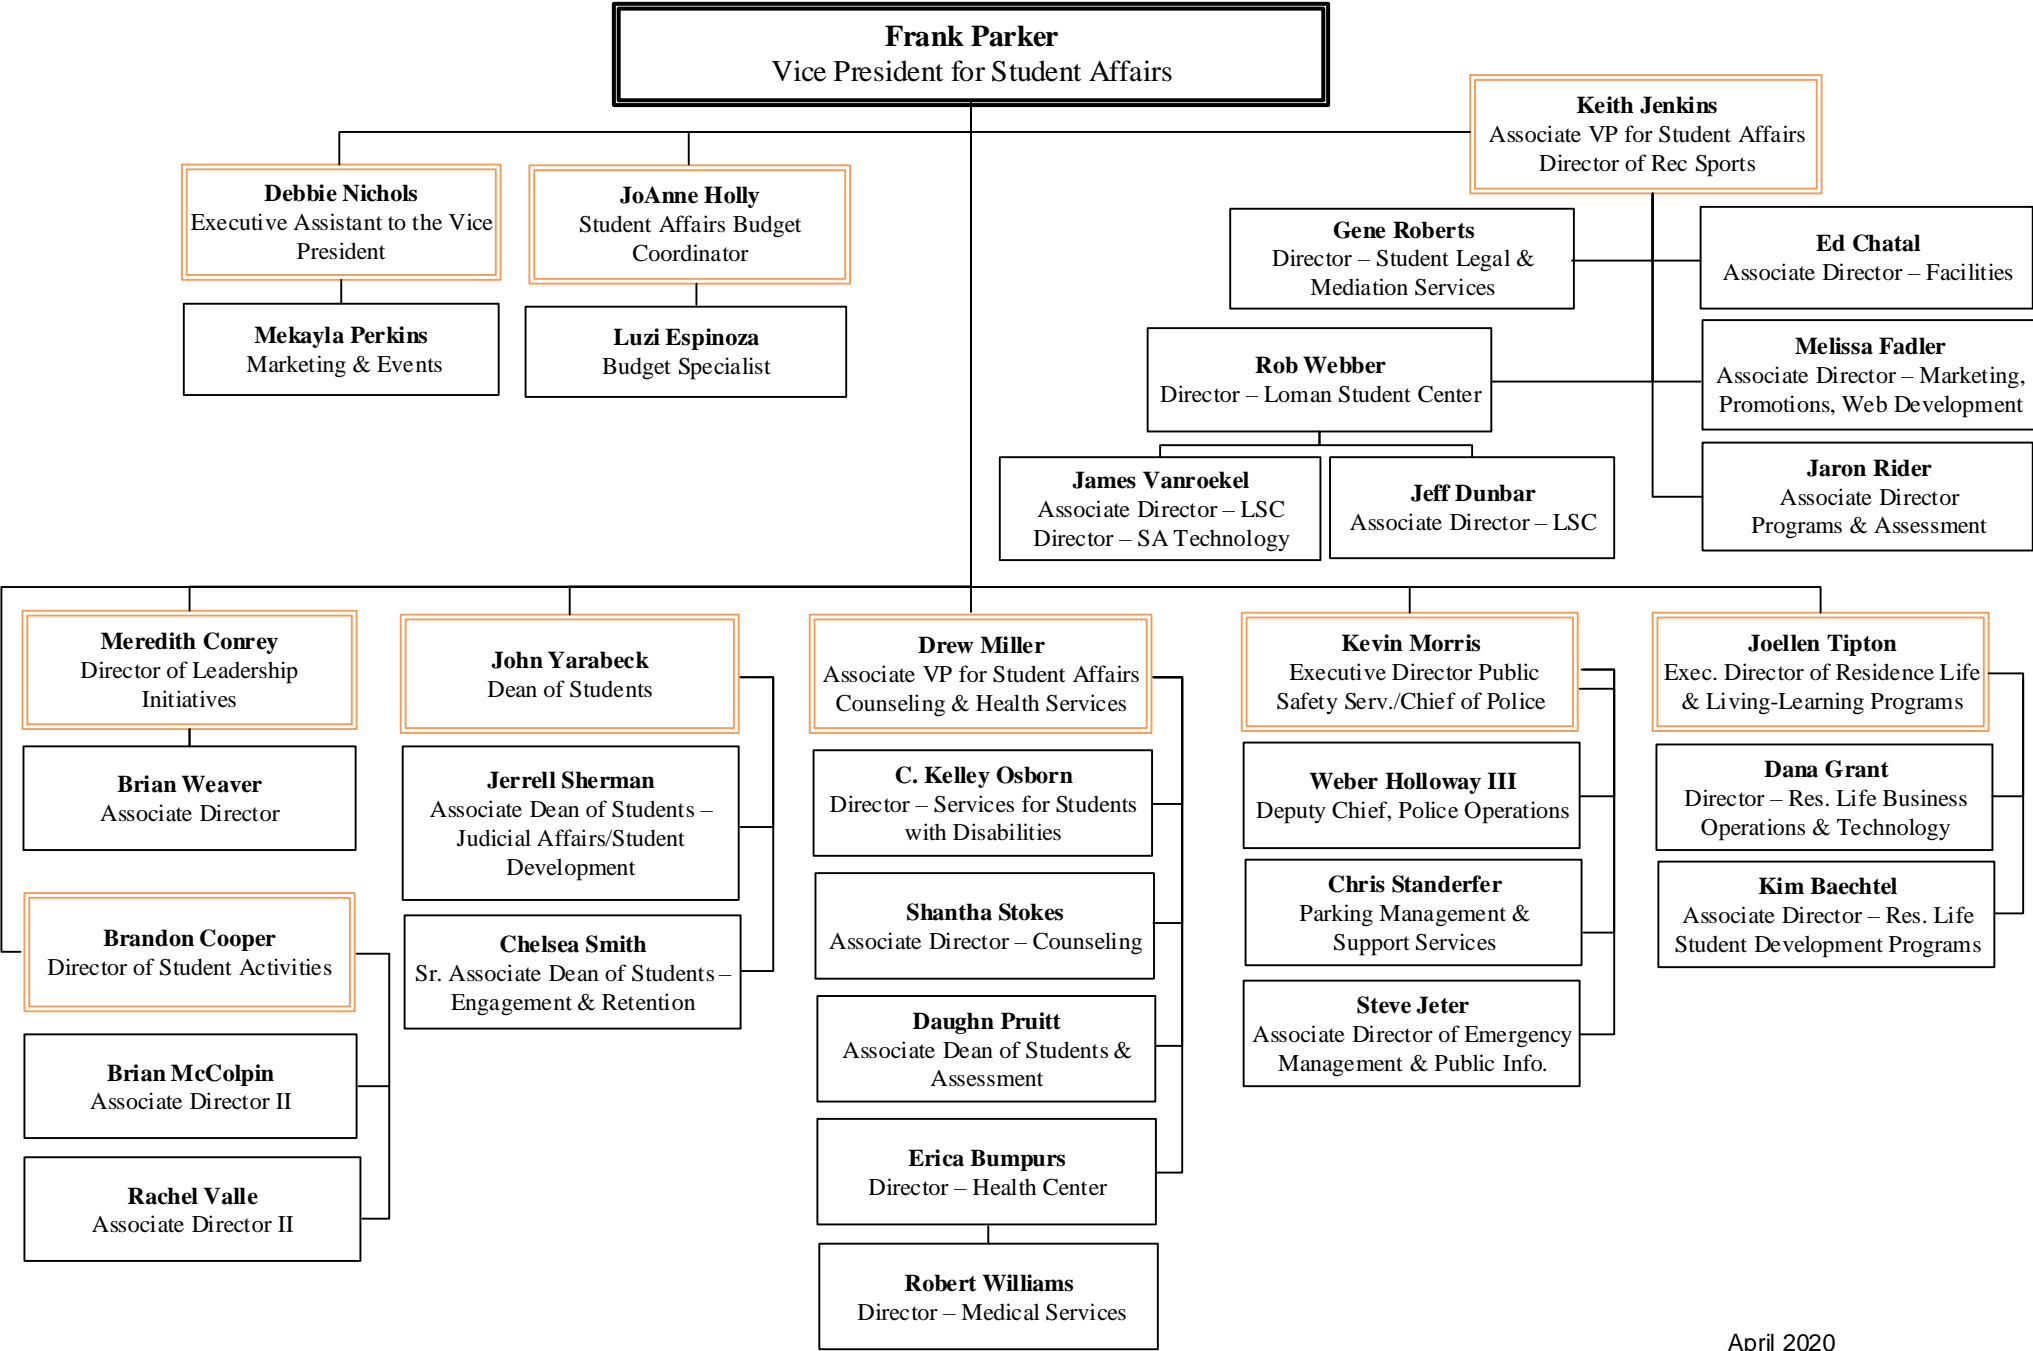 Frank Parker
Vice President for Student Affairs
Keith Jenkins
Associate VP for Student Affairs
Director of Rec Sports
Debbie Nichols
Executive Assistant to the Vice
President
JoAnne Holly
Student Affairs Budget
Coordinator
Mekayla Perkins
Marketing & Events
Luzi Espinoza
Budget Specialist
Gene Roberts
Director – Student Legal &
Mediation Services
Ed Chatal
Associate Director – Facilities
Rob Webber
Director – Loman Student Center
Melissa Fadler
Associate Director – Marketing,
Promotions, Web Development
James Vanroekel
Associate Director – LSC
Director – SA Technology
Jeff Dunbar
Associate Director – LSC
Jaron Rider
Associate Director
Programs & Assessment
Meredith Conrey
Director of Leadership
Initiatives
Brian Weaver
Associate Director
Brandon Cooper
Director of Student Activities
Brian McColpin
Associate Director II
Rachel Valle
Associate Director II
John Yarabeck
Dean of Students
Jerrell Sherman
Associate Dean of Students –
Judicial Affairs/Student
Development
Chelsea Smith
Sr. Associate Dean of Students –
Engagement & Retention
Drew Miller
Associate VP for Student Affairs
Counseling & Health Services
C. Kelley Osborn
Director – Services for Students
with Disabilities
Shantha Stokes
Associate Director – Counseling
Daughn Pruitt
Associate Dean of Students &
Assessment
Erica Bumpurs
Director – Health Center
Robert Williams
Director – Medical Services
Kevin Morris
Executive Director Public
Safety Serv./Chief of Police
Weber Holloway III
Deputy Chief, Police Operations
Chris Standerfer
Parking Management &
Support Services
Steve Jeter
Associate Director of Emergency
Management & Public Info.
Joellen Tipton
Exec. Director of Residence Life
& Living-Learning Programs
Dana Grant
Director – Res. Life Business
Operations & Technology
Kim Baechtel
Associate Director – Res. Life
Student Development Programs
April 2020